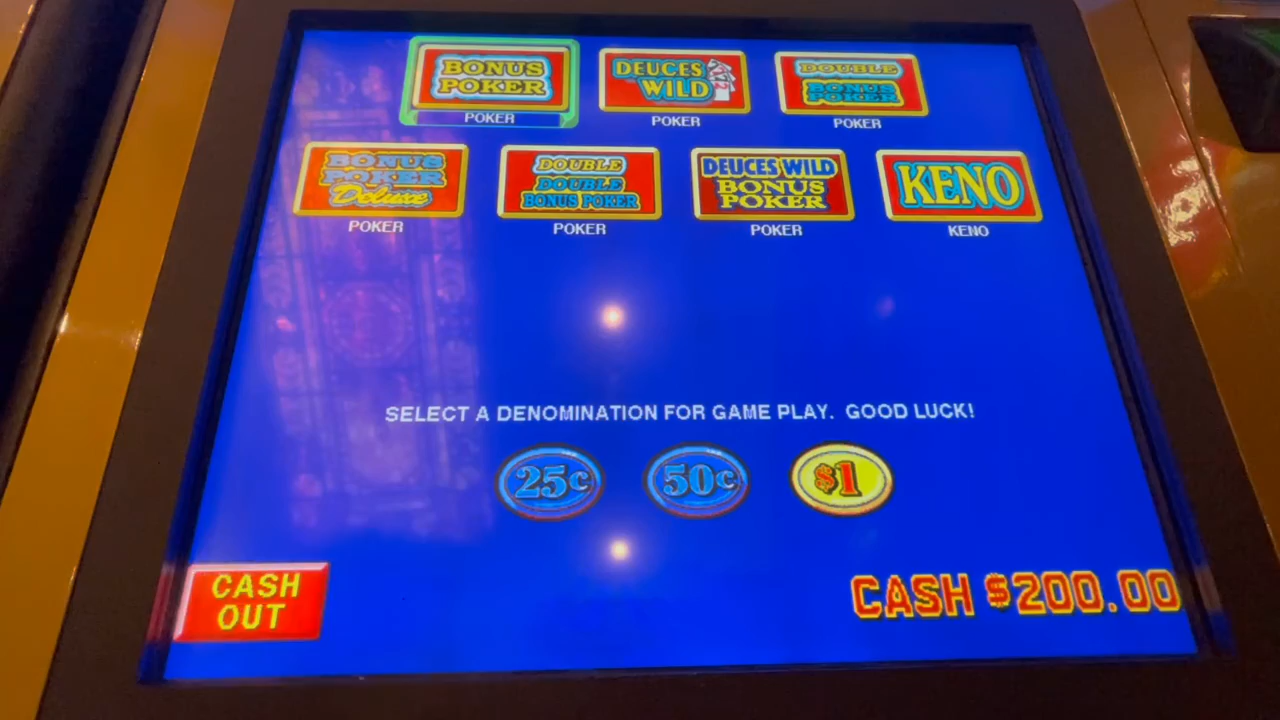 BONUS
POKER
POKER
DEUCES
WILD
2
POKER
DOUBLE
BONUS
POKER
POKER
BONUS
POKER
Deluxe
POKER
DOUBLE
DOUBLE
BONUS POKER
POKER
DEUCES WILD
BONUS
POKER
POKER
KENO
KENO
SELECT A DENOMINATION FOR GAME PLAY. GOOD LUCK!
25¢
50¢
$1
CASH
OUT
CASH $200.00